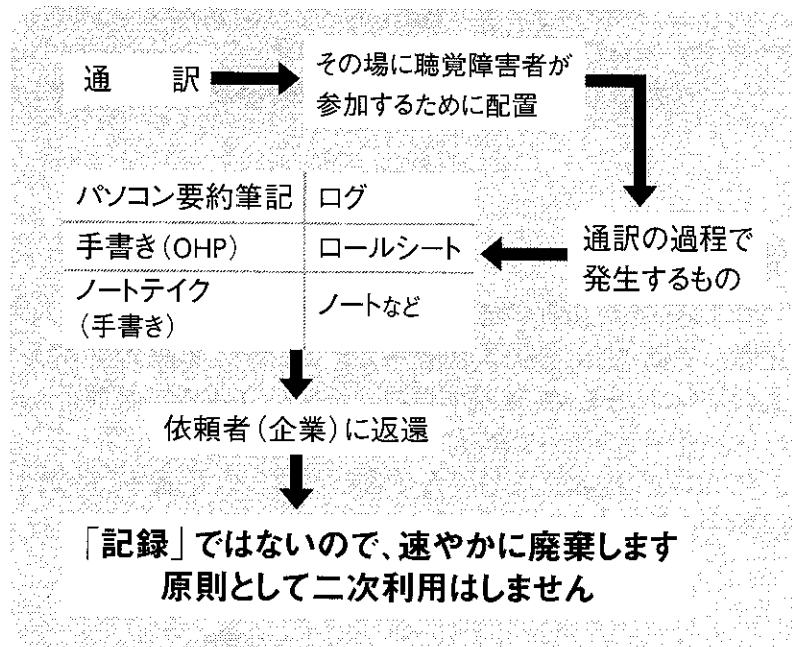 通　訳
その場に聴覚障害者が
参加するために配置
通訳の過程で
発生するもの
パソコン要約筆記 ログ
手書き(OHP) ロールシート
ノートテイク
(手書き) ノートなど
依頼者(企業)に返還
「記録」ではないので、速やかに廃棄します
原則として二次利用はしません